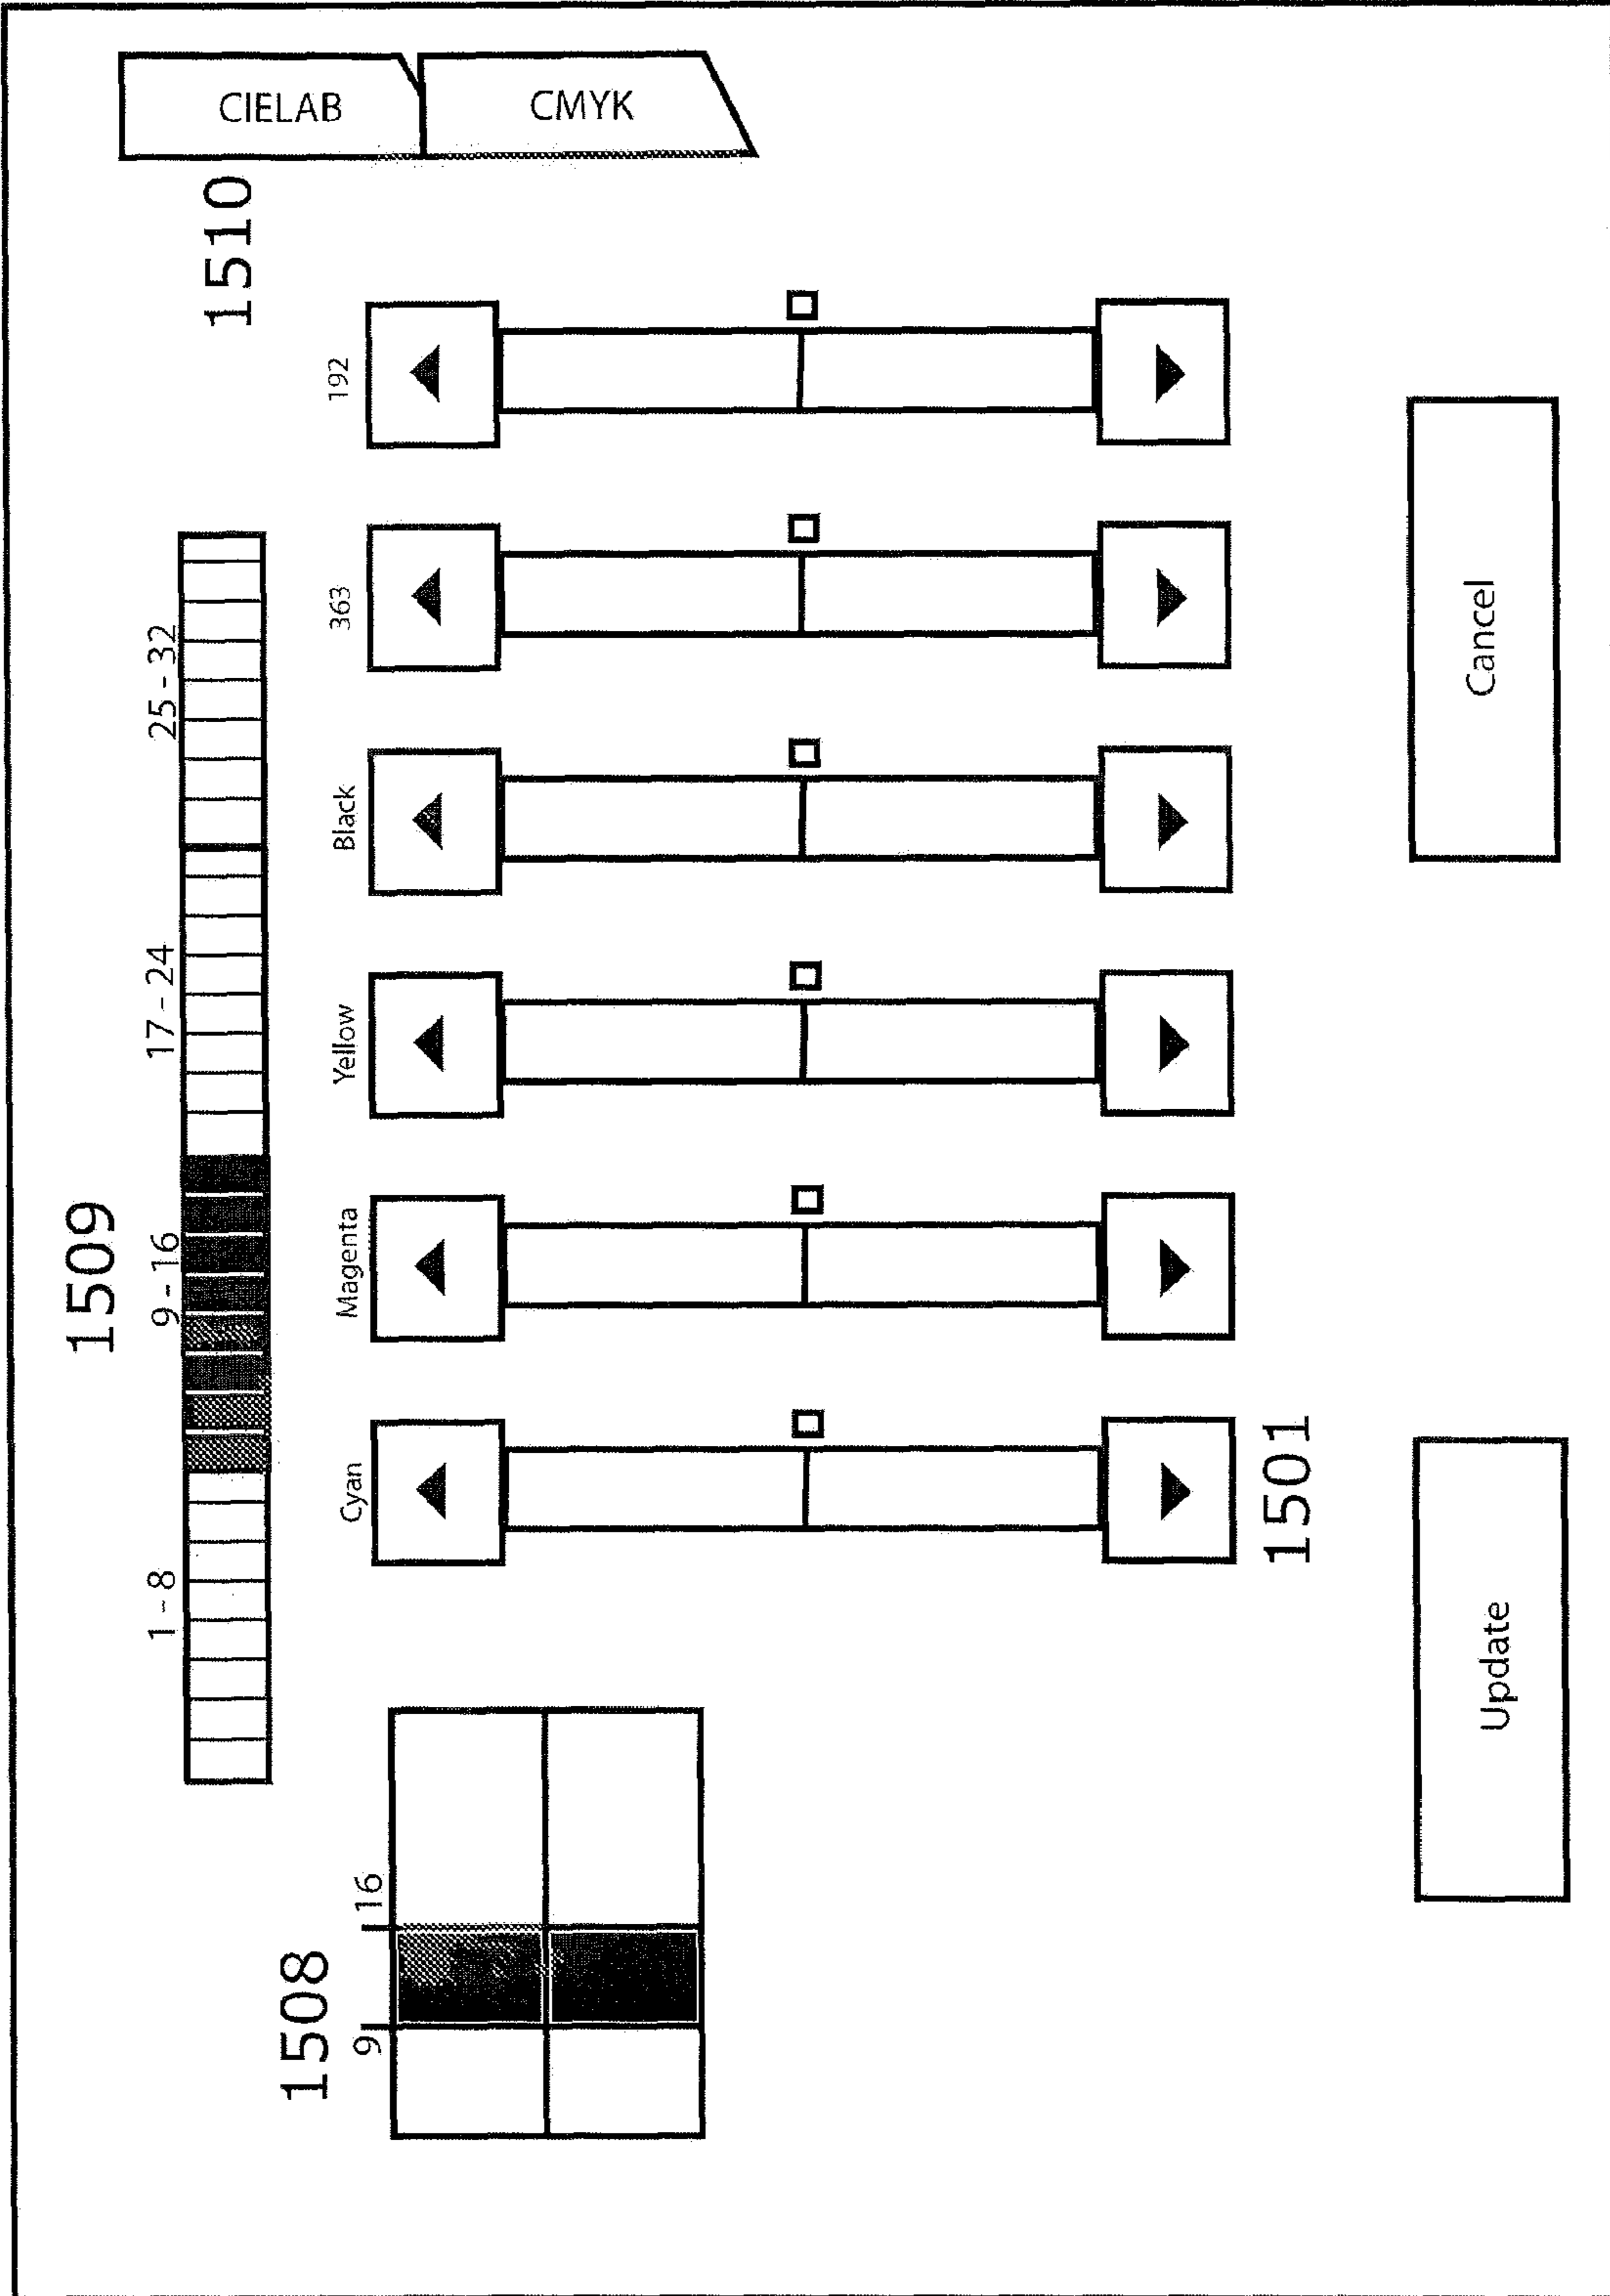 1509
1510
1-8
9-16
17-24
25-32
CIELAB
CMYK
1508
9
16
Cyan
Magenta
Yellow
Black
363
192
1501
Update
Cancel